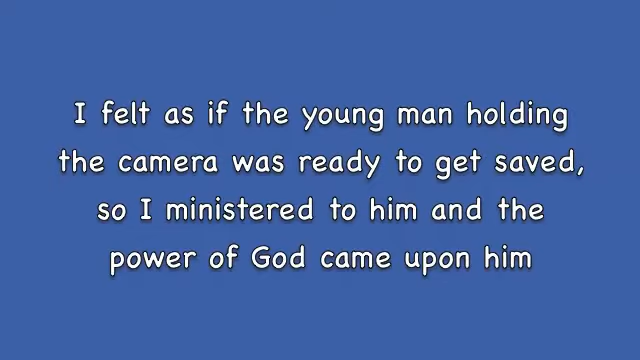 I felt as if the young man holding
the camera was ready to get saved,
so I ministered to him and the
power of God came upon him